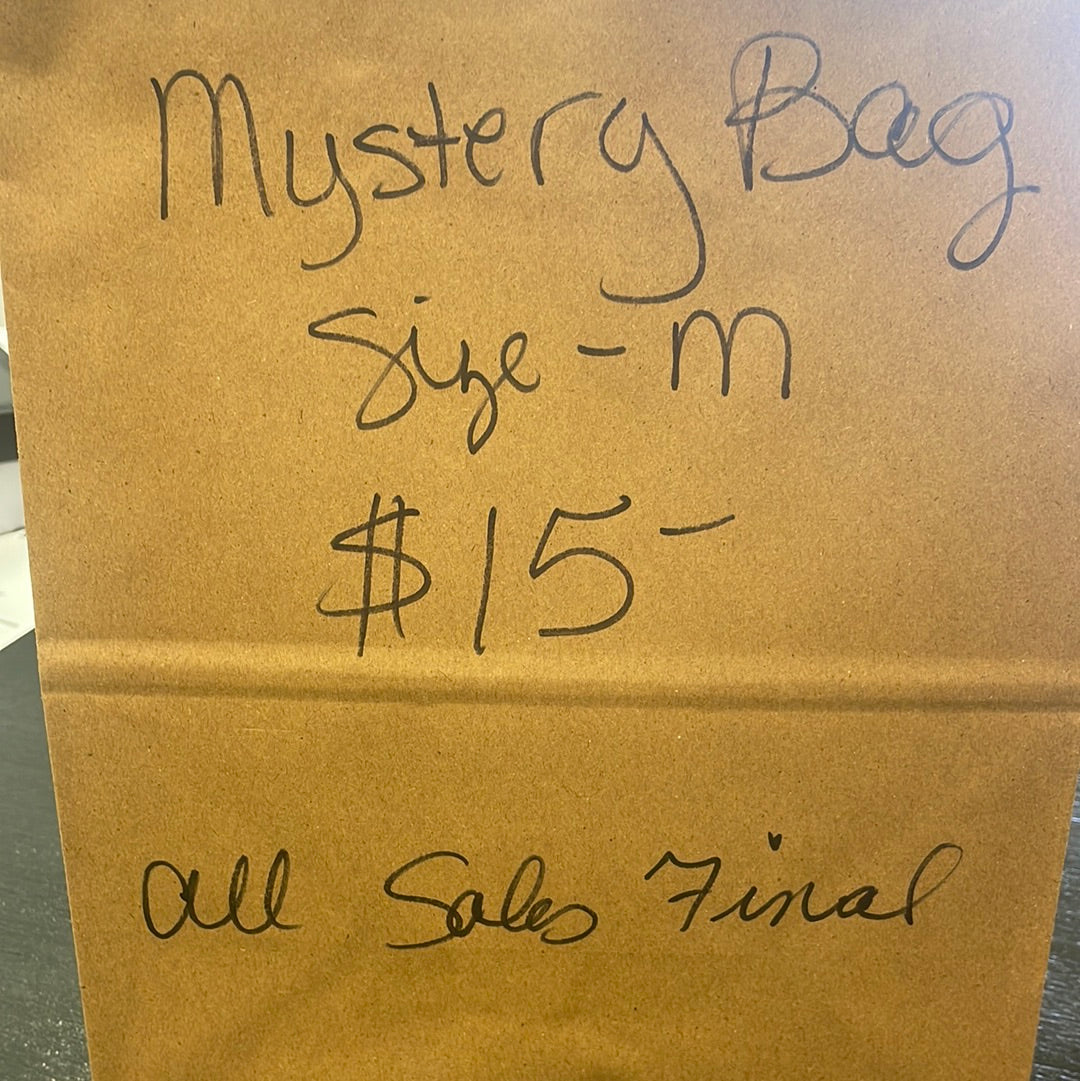 Mystery Bag
Size - M
$15-
All Sales Final